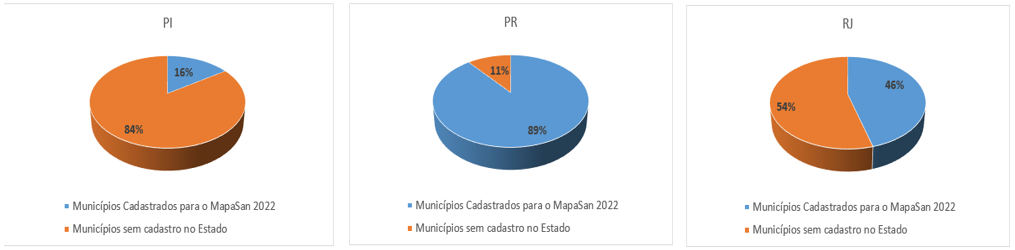 PI
16%
84%
Municípios Cadastrados para o MapaSan 2022
Municípios sem cadastro no Estado
PR
11%
89%
Municípios Cadastrados para o MapaSan 2022
Municípios sem cadastro no Estado
RJ
46%
54%
Municípios Cadastrados para o MapaSan 2022
Municípios sem cadastro no Estado